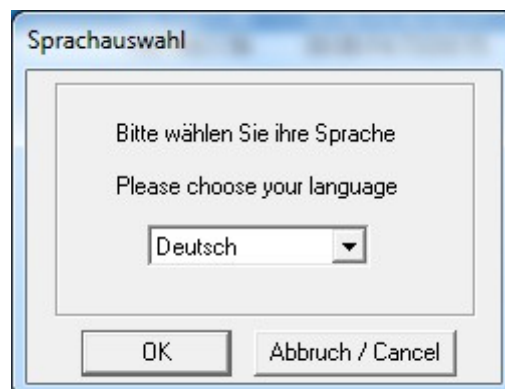 Sprachauswahl
Bitte wählen Sie ihre Sprache
Please choose your language
Deutsch
OK
Abbruch / Cancel